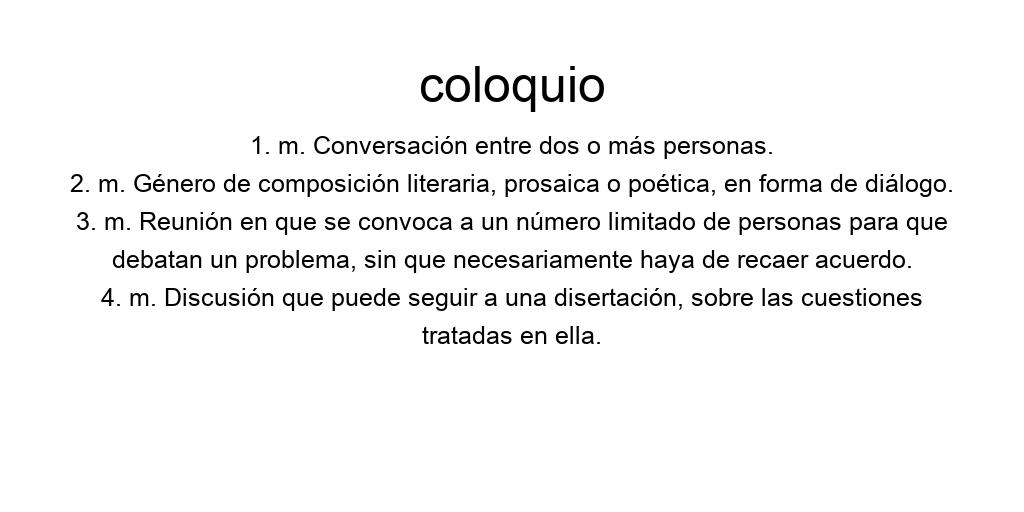 coloquio
1. m. Conversación entre dos o más personas.
2. m. Género de composición literaria, prosaica o poética, en forma de diálogo.
3. m. Reunión en que se convoca a un número limitado de personas para que
debatan un problema, sin que necesariamente haya de recaer acuerdo.
4. m. Discusión que puede seguir a una disertación, sobre las cuestiones
tratadas en ella.